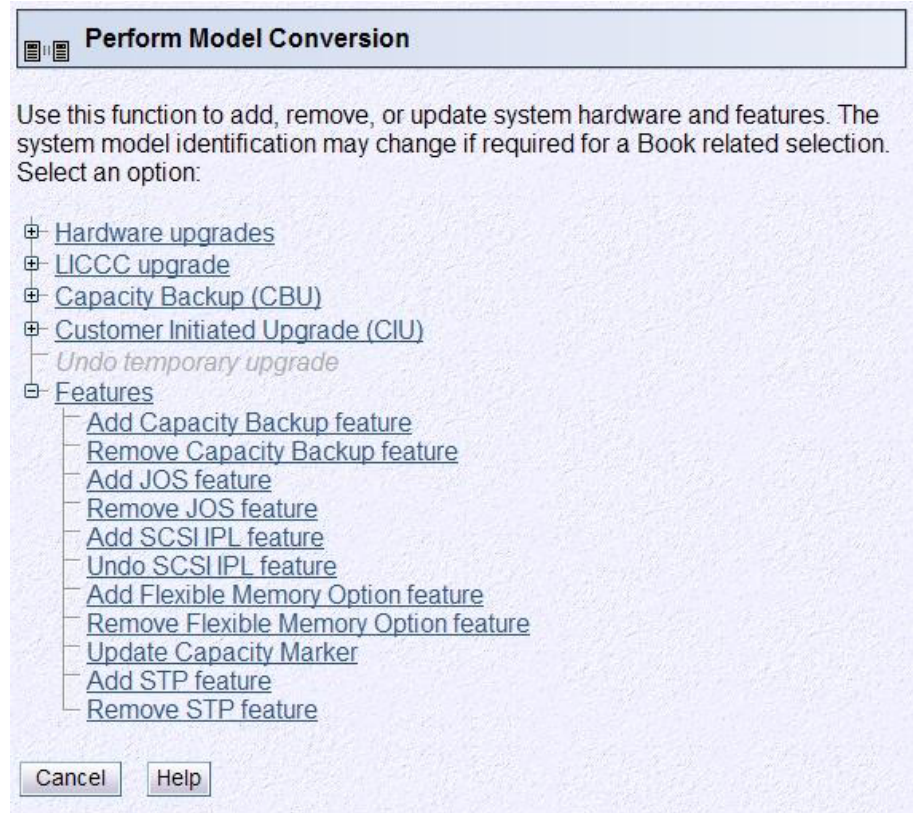 Perform Model Conversion
Use this function to add, remove, or update system hardware and features. The
system model identification may change if required for a Book related selection.
Select an option:
Hardware upgrades
LICCC upgrade
Capacity Backup (CBU)
Customer Initiated Upgrade (CIU)
Undo temporary upgrade
Features
Add Capacity Backup feature
Remove Capacity Backup feature
Add JOS feature
Remove JOS feature
Add SCSI IPL feature
Undo SCSI IPL feature
Add Flexible Memory Option feature
Remove Flexible Memory Option feature
Update Capacity Marker
Add STP feature
Remove STP feature
Cancel Help